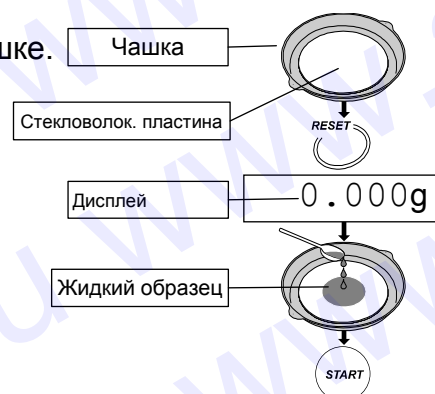 шке.
Чашка
Стекловолок. пластина
RESET
Дисплей
0.000g
Жидкий образец
START